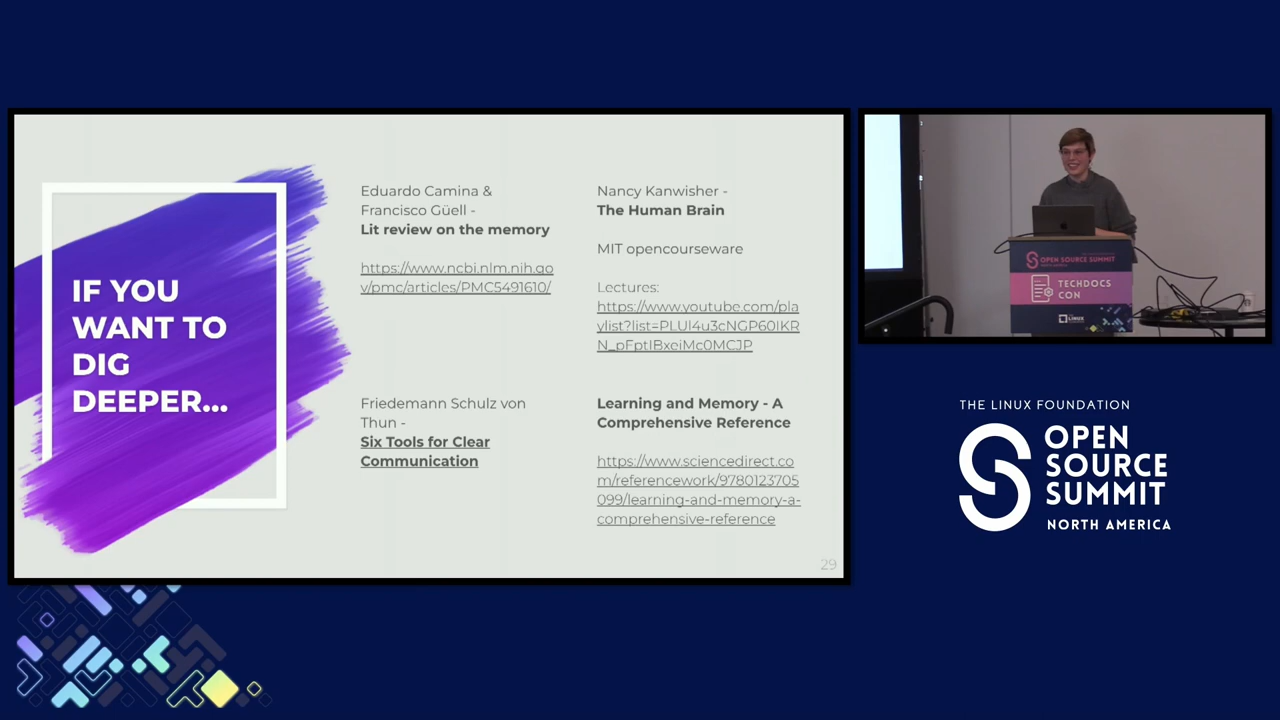 IF YOU
WANT TO
DIG
DEEPER...
Eduardo Camina &
Francisco Güell -
Lit review on the memory
https://www.ncbi.nlm.nih.go
v/pmc/articles/PMC5491610/
Nancy Kanwisher -
The Human Brain
MIT opencourseware
Lectures:
https://www.youtube.com/pla
ylist?list=PLUl4u3cNGP60IKR
N_pFptIBxeiMc0MCJP
Friedemann Schulz von
Thun -
Six Tools for Clear
Communication
Learning and Memory - A
Comprehensive Reference
https://www.sciencedirect.co
m/referencework/9780123705
099/learning-and-memory-a-
comprehensive-reference
29
OPEN SOURCE SUMMIT
NORTH AMERICA
TECHDOCS
CON
LINUX
THE LINUX FOUNDATION
OPEN
SOURCE
SUMMIT
NORTH AMERICA